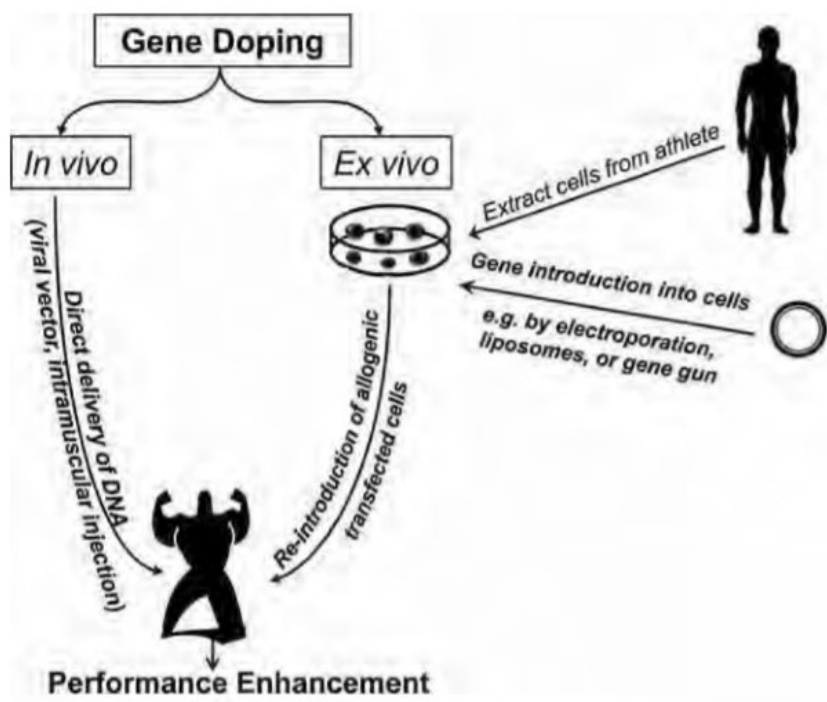 Gene Doping
In vivo
Ex vivo
Extract cells from athlete
Gene introduction into cells
e.g. by electroporation,
liposomes, or gene gun
Direct delivery of DNA
(viral vector, intramuscular injection)
Re-introduction of allogenic
transfected cells
Performance Enhancement